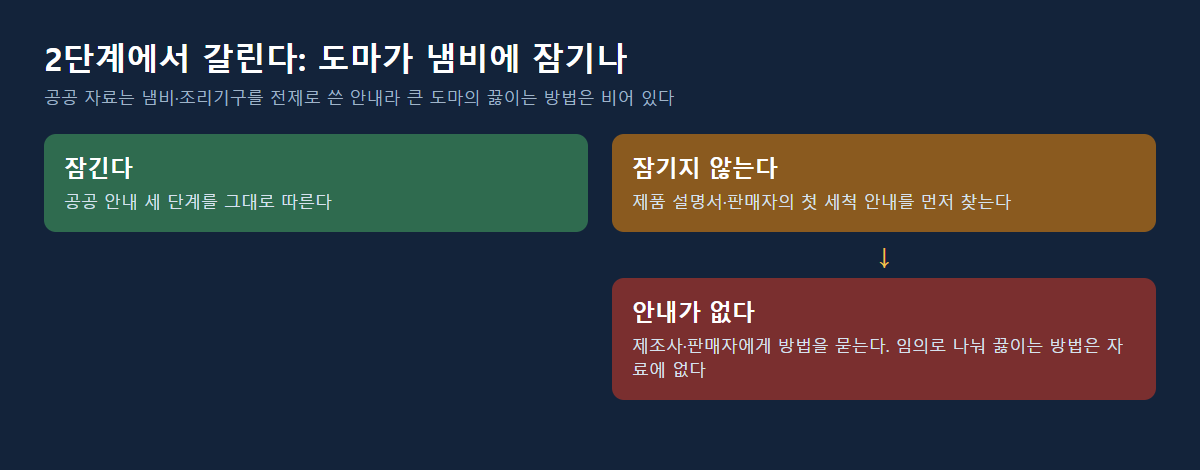 2단계에서 갈린다: 도마가 냄비에 잠기나
공공 자료는 냄비·조리기구를 전제로 쓴 안내라 큰 도마의 끓이는 방법은 비어 있다
잠긴다
공공 안내 세 단계를 그대로 따른다
잠기지 않는다
제품 설명서·판매자의 첫 세척 안내를 먼저 찾는다
↓
안내가 없다
제조사·판매자에게 방법을 묻는다. 임의로 나눠 끓이는 방법은 자
료에 없다